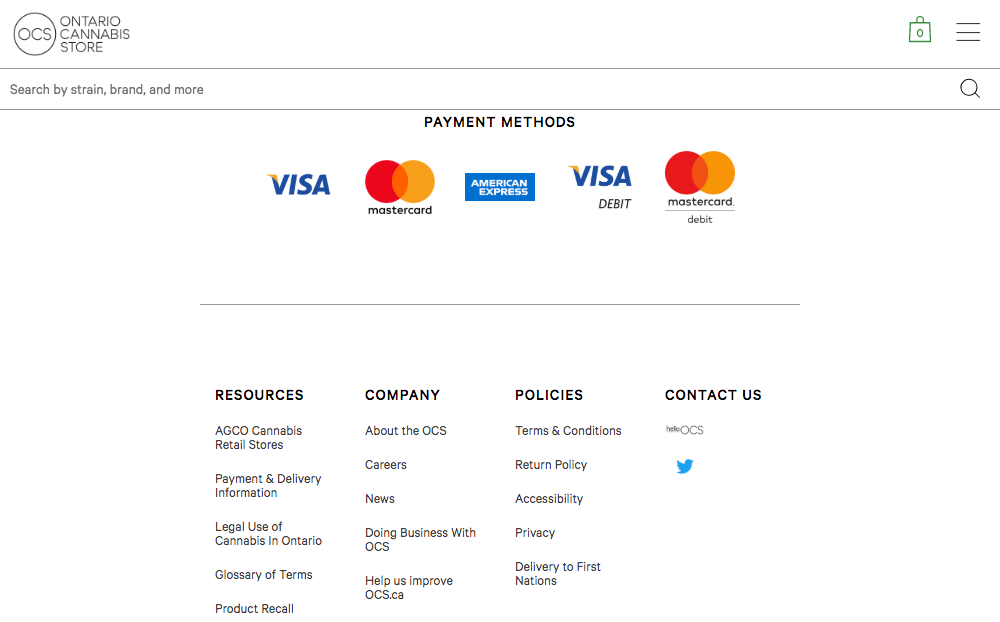 OCS
ONTARIO
CANNABIS
STORE
0
Search by strain, brand, and more
PAYMENT METHODS
VISA
mastercard
AMERICAN
EXPRESS
VISA
DEBIT
mastercard.
debit
RESOURCES
AGCO Cannabis
Retail Stores
Payment & Delivery
Information
Legal Use of
Cannabis In Ontario
Glossary of Terms
Product Recall
COMPANY
About the OCS
Careers
News
Doing Business With
OCS
Help us improve
OCS.ca
POLICIES
Terms & Conditions
Return Policy
Accessibility
Privacy
Delivery to First
Nations
CONTACT US
helloOCS